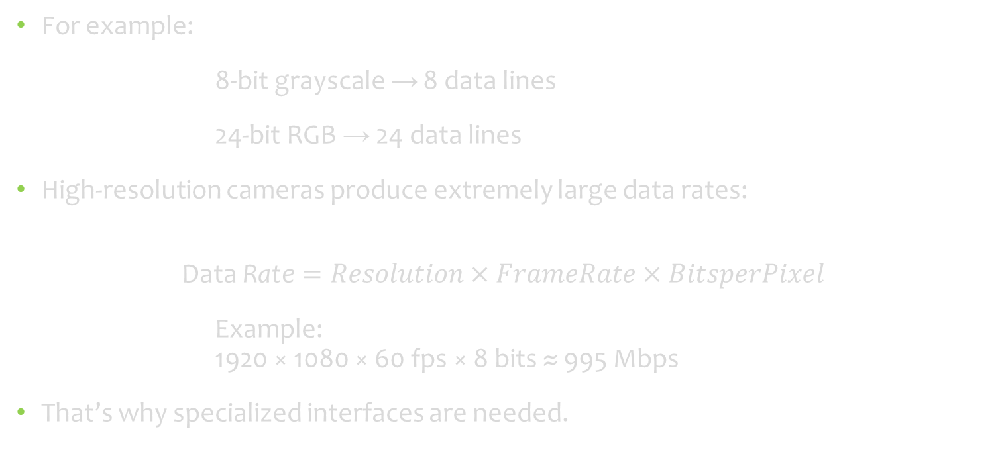 • For example:
8-bit grayscale → 8 data lines
24-bit RGB → 24 data lines
• High-resolution cameras produce extremely large data rates:
Data Rate = Resolution × FrameRate × BitsperPixel
Example:
1920 × 1080 × 60 fps × 8 bits ≈ 995 Mbps
• That’s why specialized interfaces are needed.